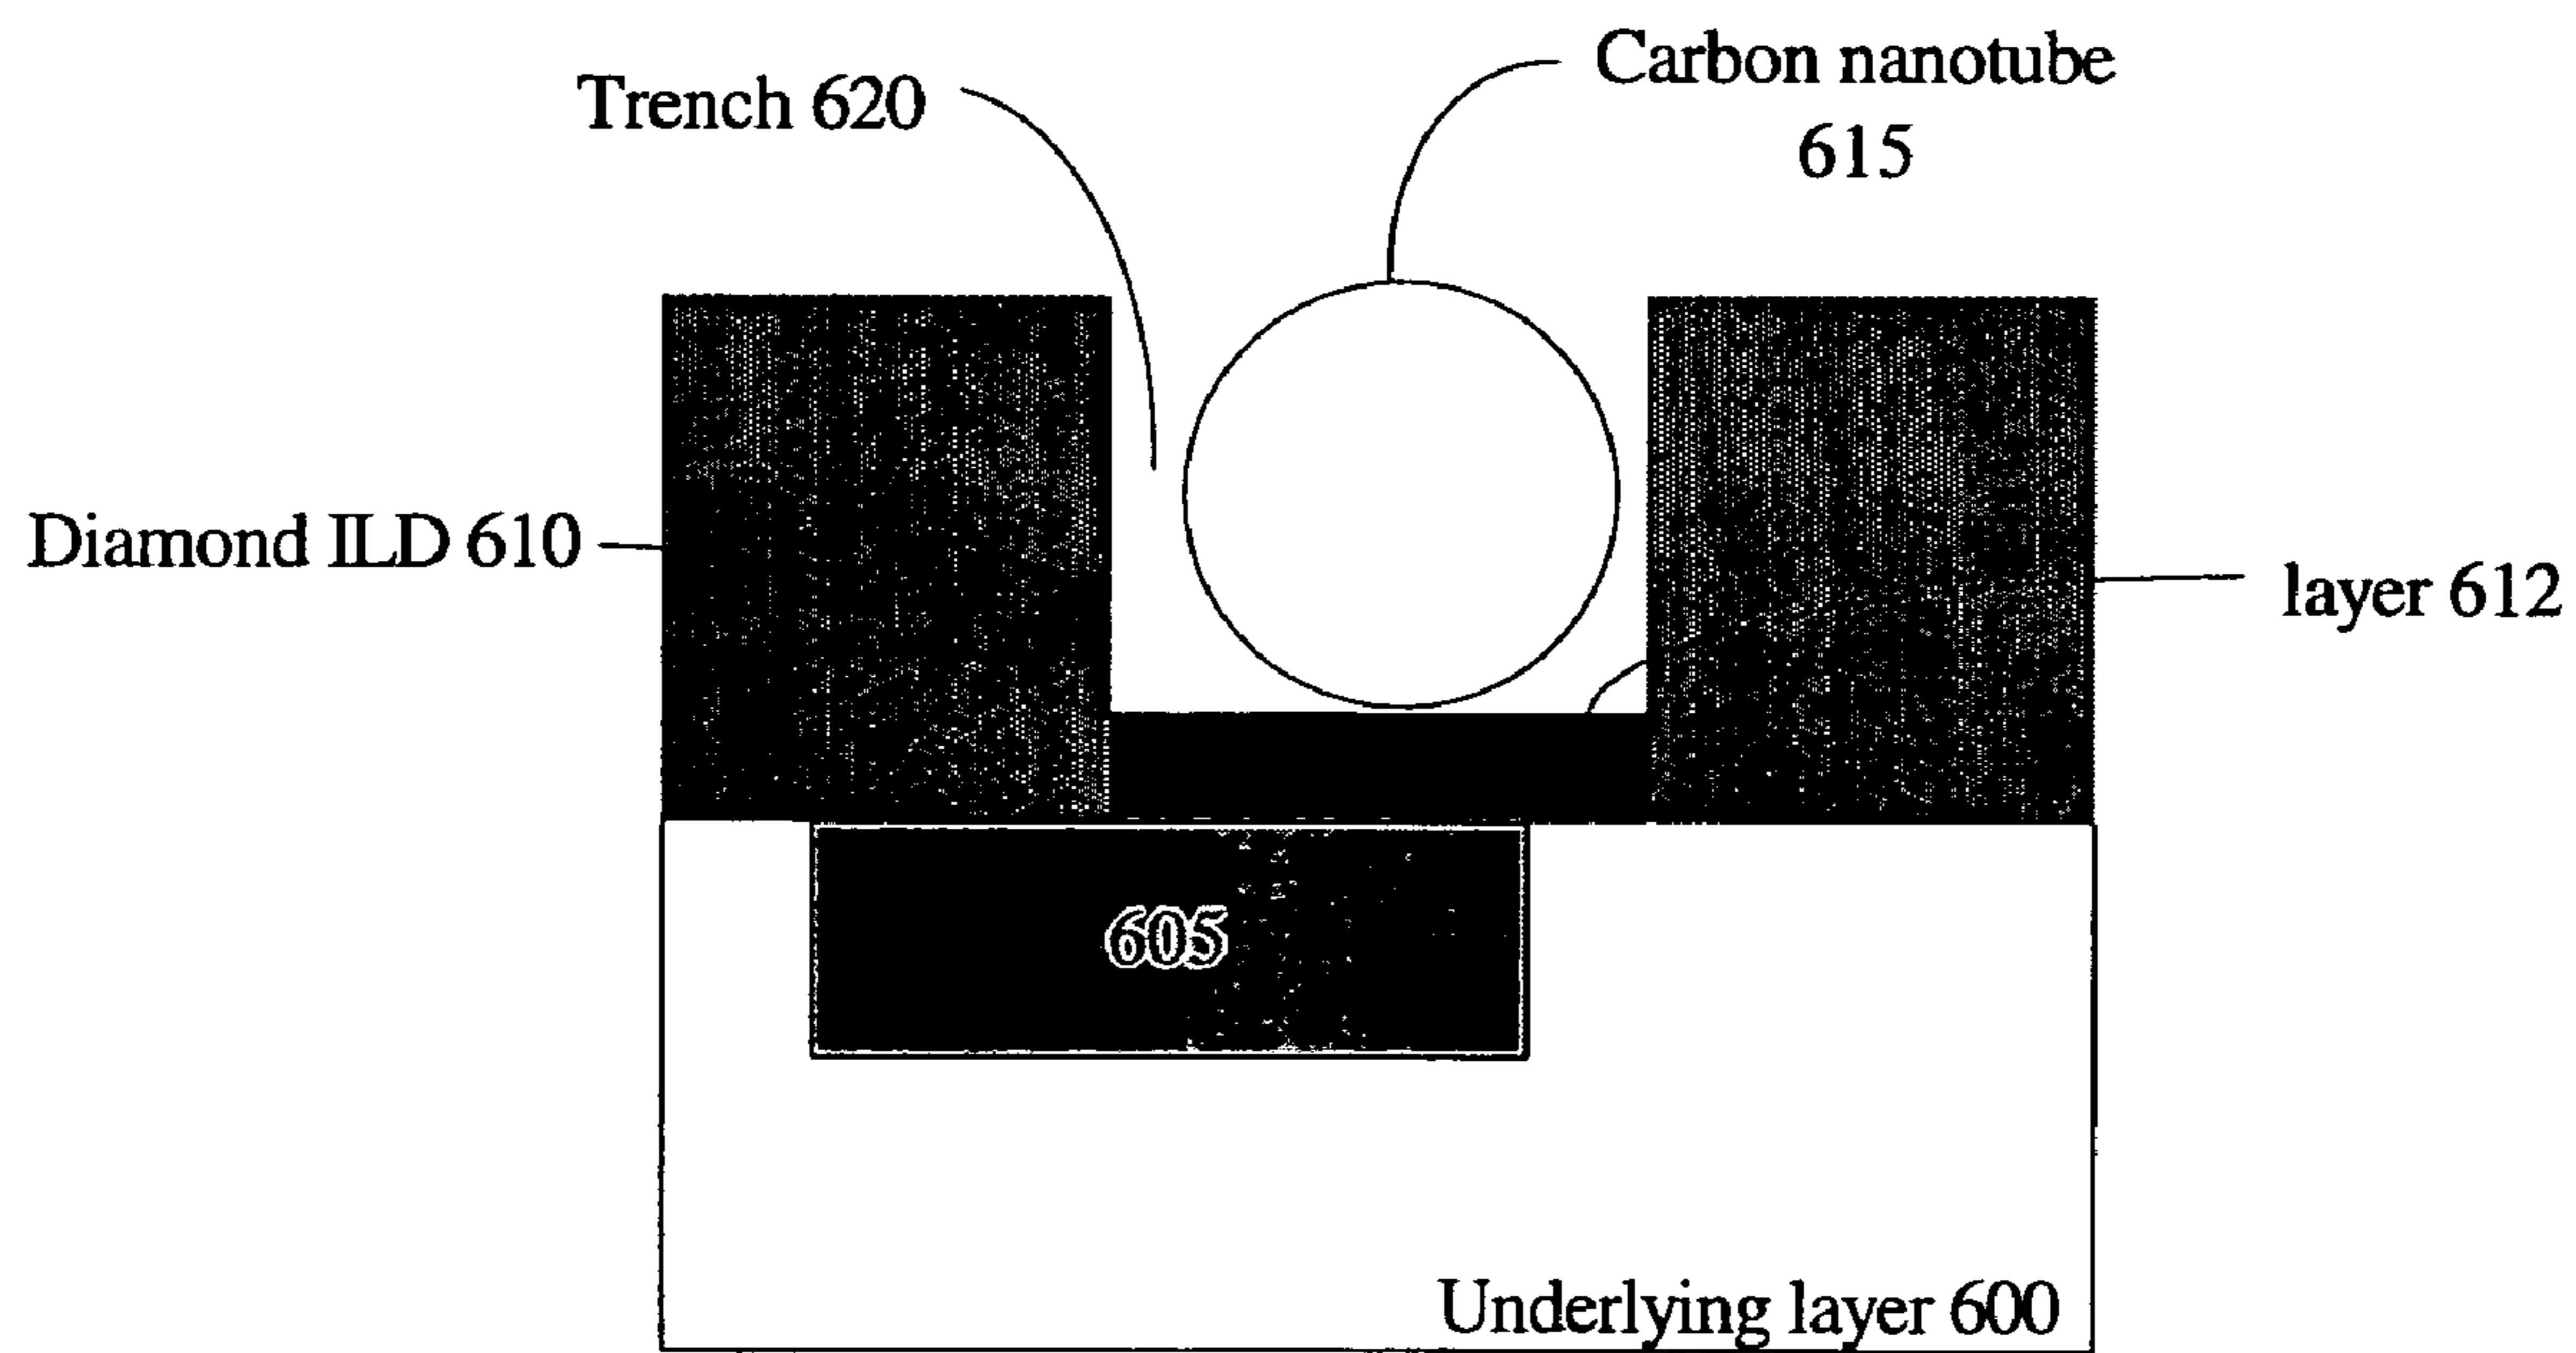 Carbon nanotube
615
Trench 620
Diamond ILD 610
layer 612
605
Underlying layer 600